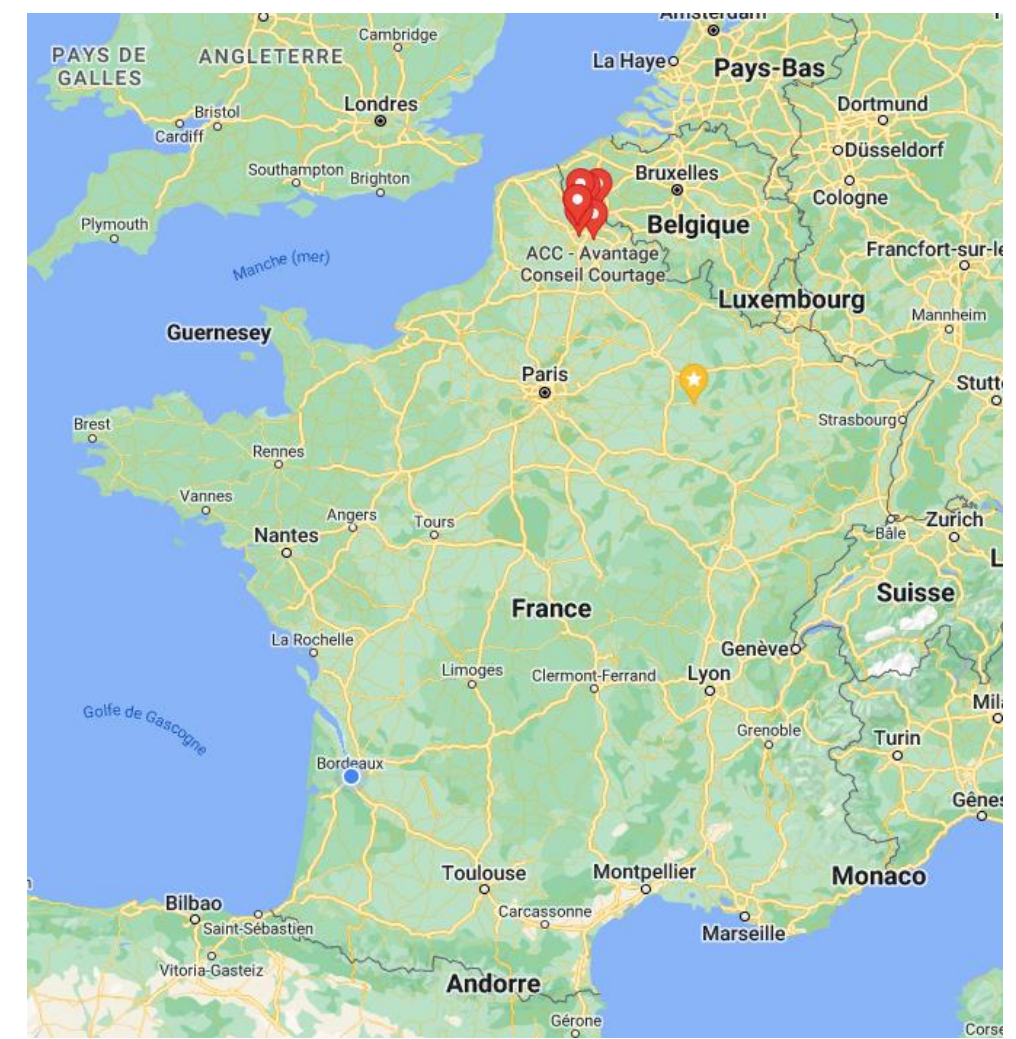 Amsterdam
Cambridge
PAYS DE
GALLES
ANGLETERRE
La Haye
Pays-Bas
Londres
Dortmund
Bristol
Cardiff
Düsseldorf
Southampton
Brighton
Bruxelles
Cologne
Plymouth
Belgique
ACC - Avantage
Conseil Courtage
Francfort-sur-le
Manche (mer)
Luxembourg
Mannheim
Guernesey
Paris
Stutt
Brest
Strasbourg
Rennes
Vannes
Angers
Tours
Nantes
Bâle
Zurich
L
France
Suisse
La Rochelle
Genève
Limoges
Clermont-Ferrand
Lyon
Mila
Golfe de Gascogne
Grenoble
Turin
Bordeaux
Gênes
Toulouse
Montpellier
Monaco
Bilbao
Carcassonne
Saint-Sébastien
Marseille
Vitoria-Gasteiz
Andorre
Gérone
Corse